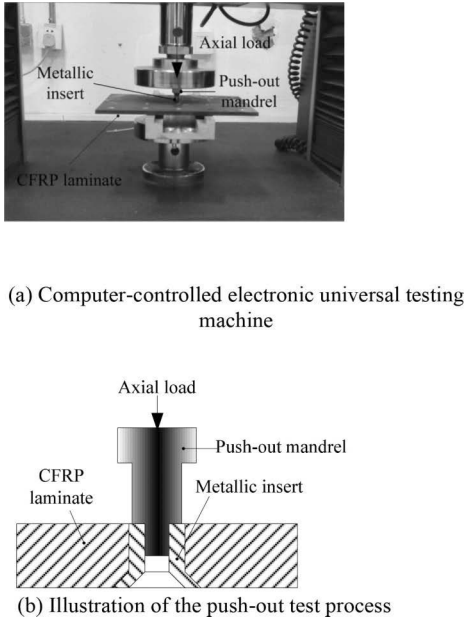 Axial load
Metallic
insert
Push-out
mandrel
CFRP laminate
(a) Computer-controlled electronic universal testing
machine
Axial load
Push-out mandrel
CFRP
laminate
Metallic insert
(b) Illustration of the push-out test process